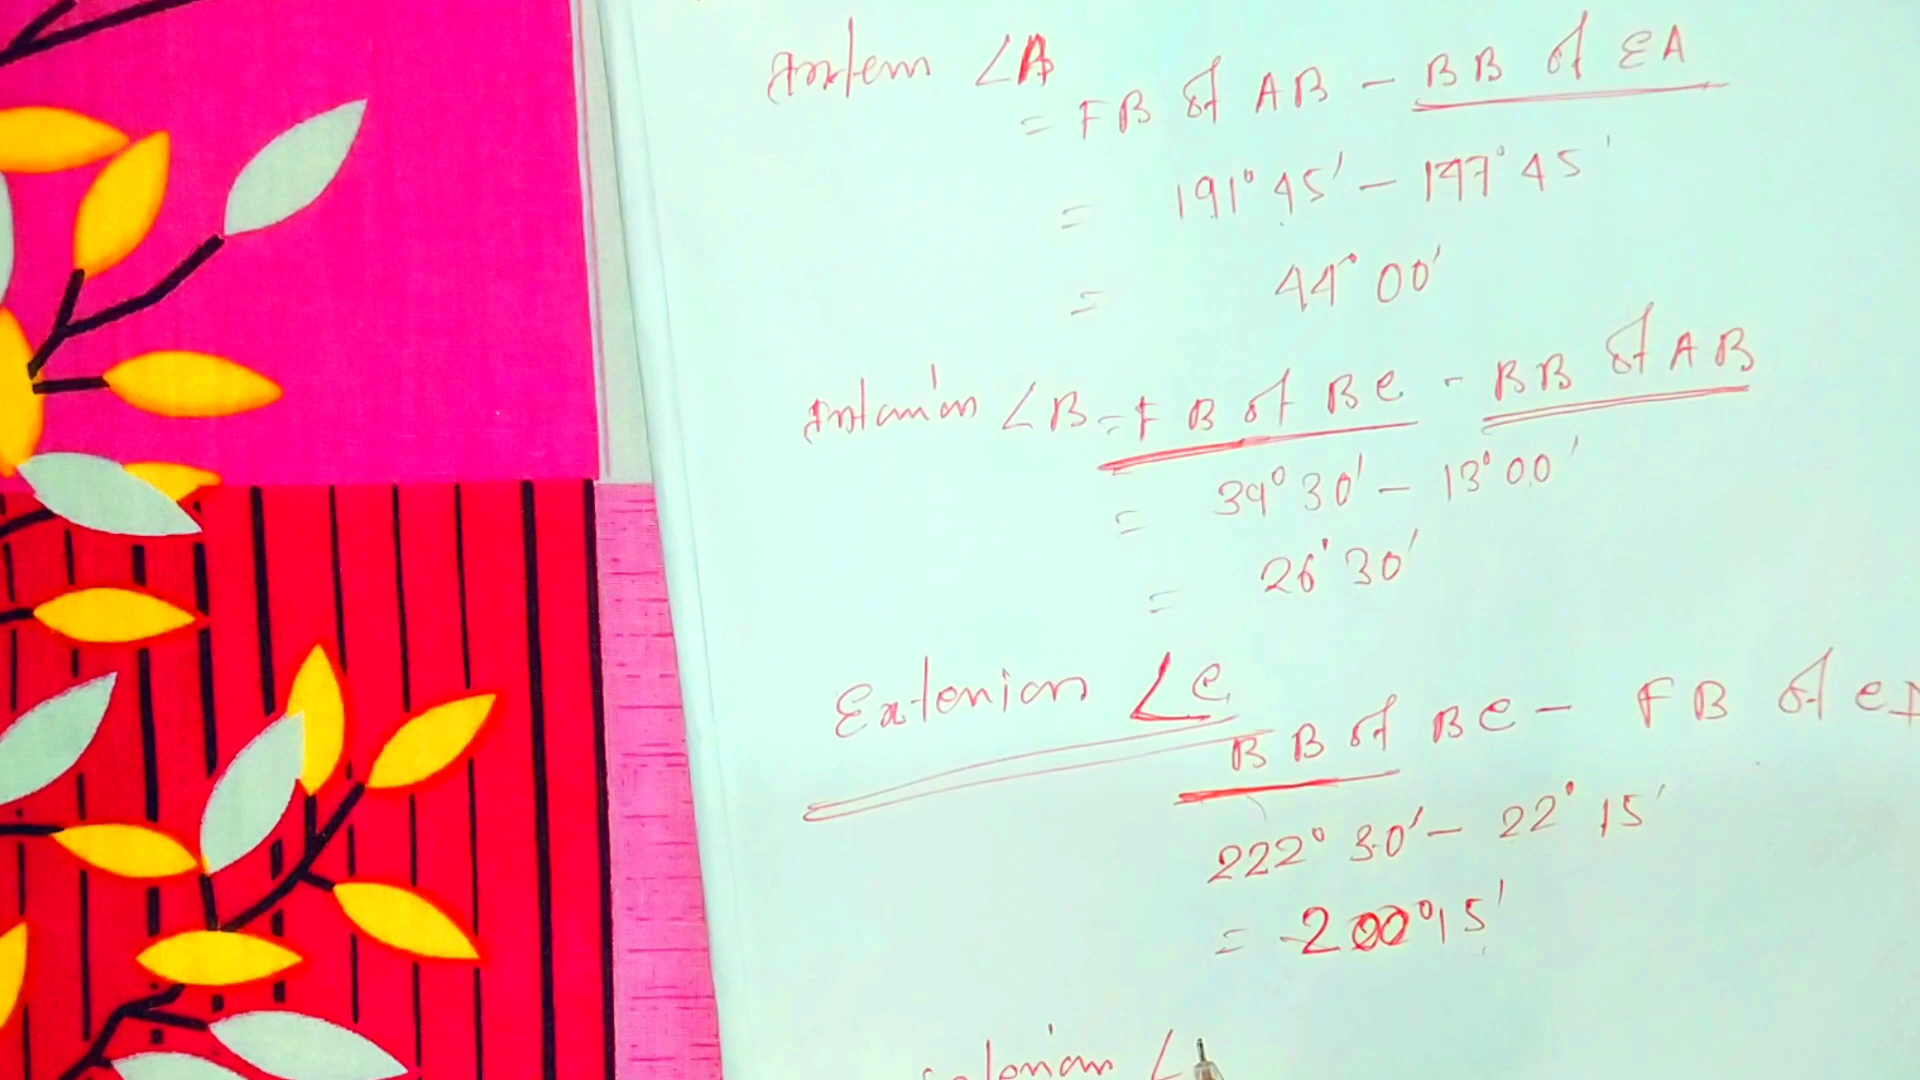 Interior ∠A
= FB of AB - BB of EA
= 191°45' - 147°45'
= 44°00'
Interior ∠B = FB of BC - BB of AB
= 39°30' - 13°00'
= 26°30'
Exterior ∠C
BB of BC - FB of CD
222°30' - 22°15'
= 200°15'
∠